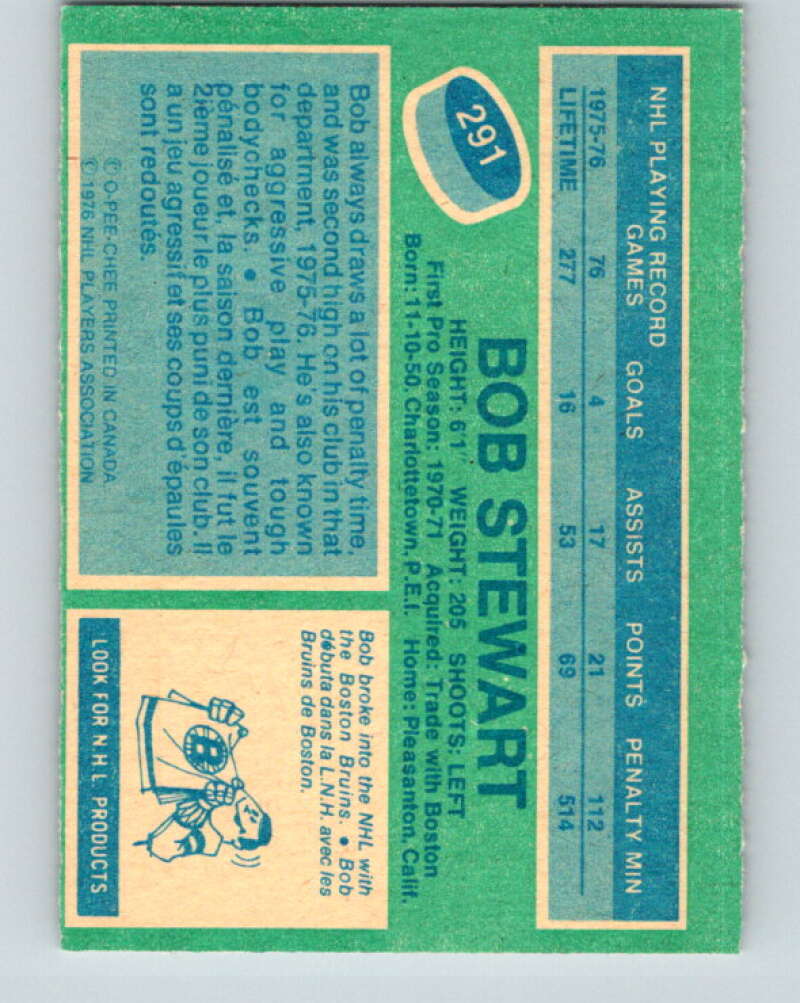 NHL PLAYING RECORD
GAMES GOALS ASSISTS POINTS PENALTY MIN
1975-76 76 4 17 21 112
LIFETIME 277 16 53 69 514
291
BOB STEWART
HEIGHT: 6'1" WEIGHT: 205 SHOOTS: LEFT
First Pro Season: 1970-71 Acquired: Trade with Boston
Born: 11-10-50, Charlottetown, P.E.I. Home: Pleasanton, Calif.
Bob always draws a lot of penalty time,
and was second high on his club in that
department, 1975-76. He's also known
for aggressive play and tough
bodychecks. • Bob est souvent
pénalisé et, la saison dernière, il fut le
2ième joueur le plus puni de son club. Il
a un jeu agressif et ses coups d'épaules
sont redoutés.
© O-PEE-CHEE PRINTED IN CANADA
© 1976 NHL PLAYERS ASSOCIATION
Bob broke into the NHL with
the Boston Bruins. • Bob
débuta dans la L.N.H. avec les
Bruins de Boston.
B
LOOK FOR N.H.L. PRODUCTS